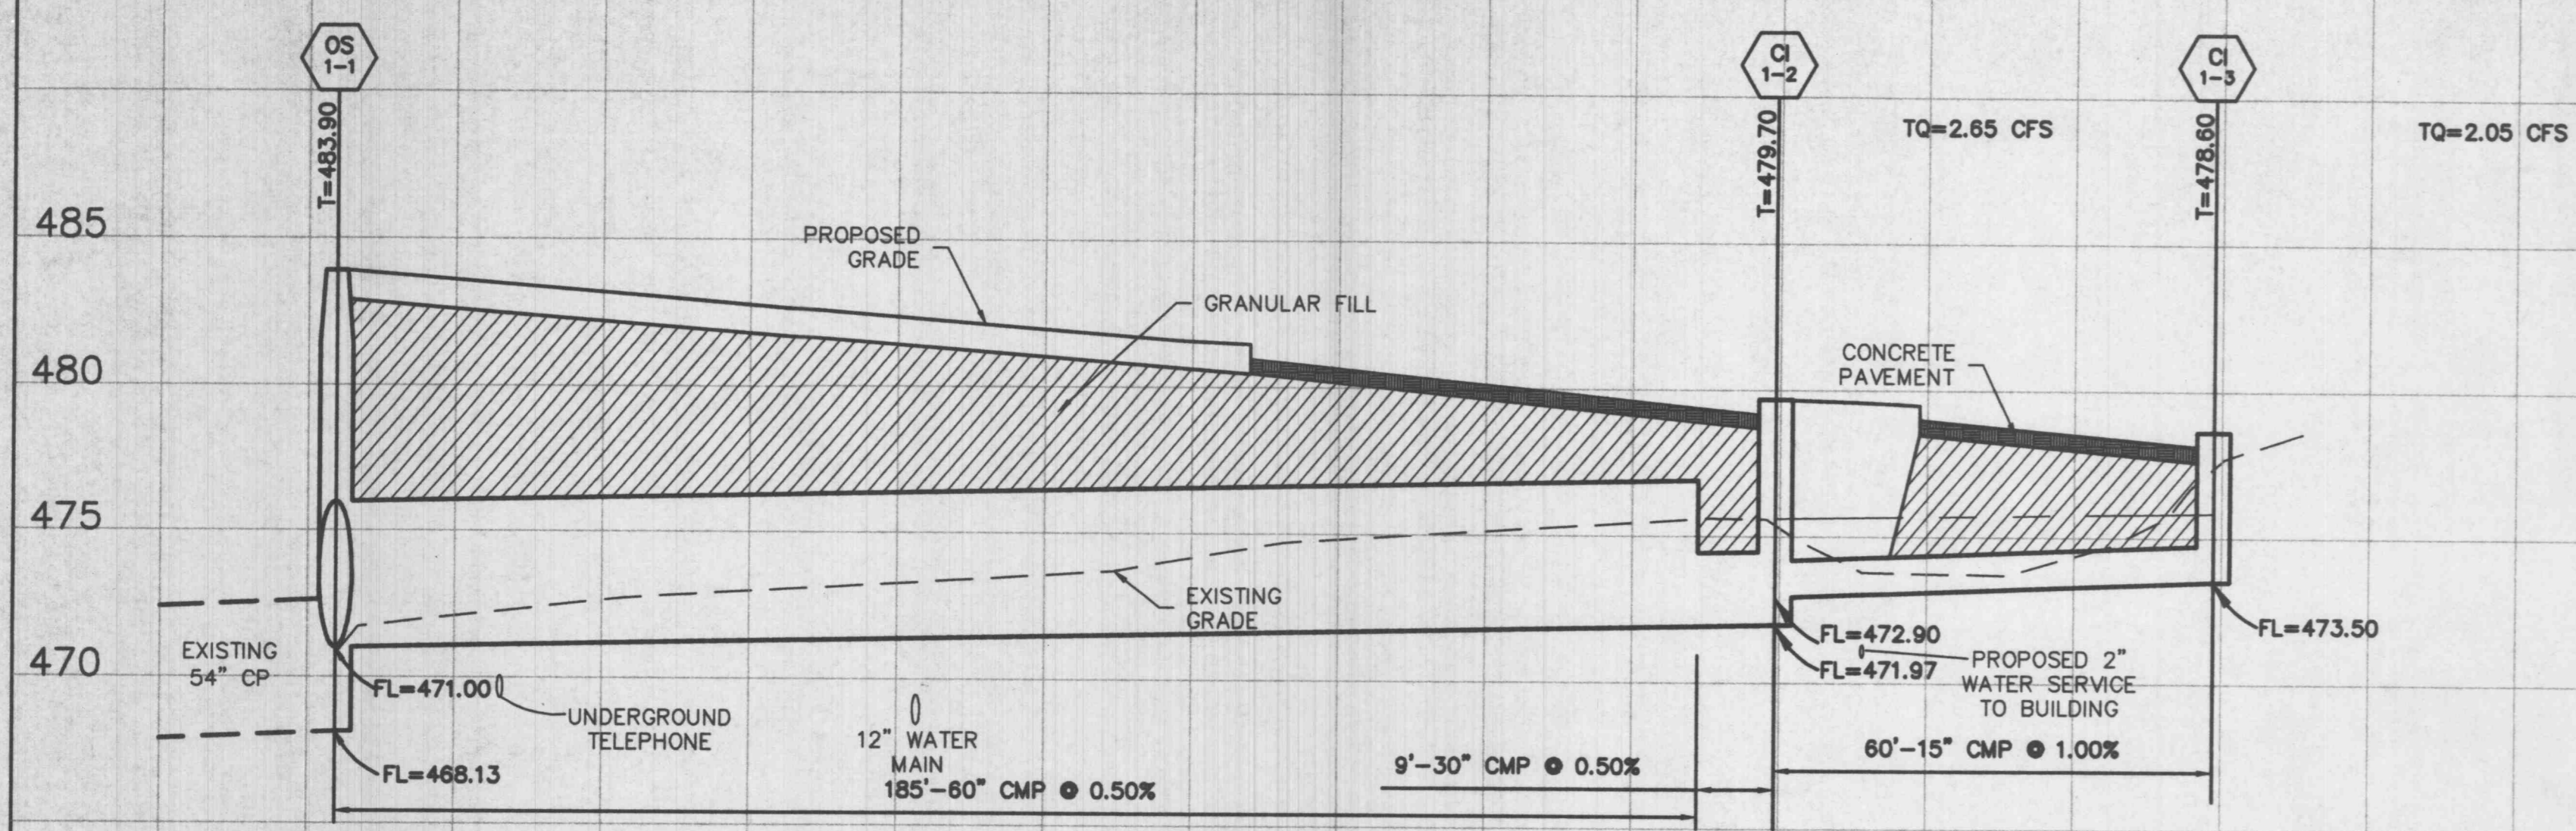 OS
1-1
CI
1-2
CI
1-3
T=483.90
T=479.70
T=478.60
TQ=2.65 CFS
TQ=2.05 CFS
485
480
475
470
PROPOSED
GRADE
GRANULAR FILL
CONCRETE
PAVEMENT
EXISTING
GRADE
EXISTING
54" CP
FL=471.00
UNDERGROUND
TELEPHONE
FL=468.13
12" WATER
MAIN
185'-60" CMP @ 0.50%
9'-30" CMP @ 0.50%
FL=472.90
FL=471.97
PROPOSED 2"
WATER SERVICE
TO BUILDING
60'-15" CMP @ 1.00%
FL=473.50